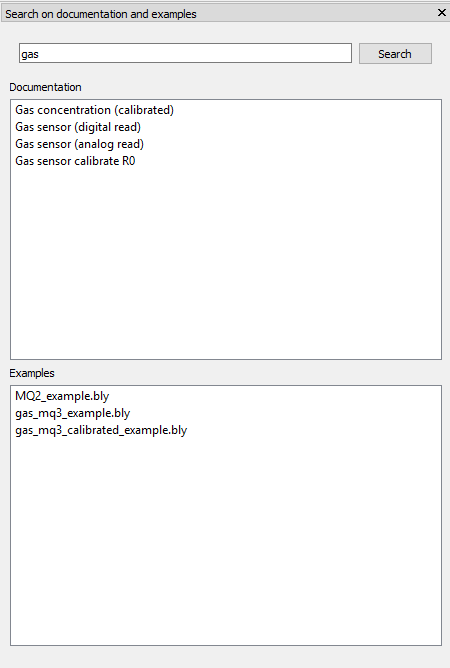 Search on documentation and examples
gas
Search
Documentation
Gas concentration (calibrated)
Gas sensor (digital read)
Gas sensor (analog read)
Gas sensor calibrate R0
Examples
MQ2_example.bly
gas_mq3_example.bly
gas_mq3_calibrated_example.bly